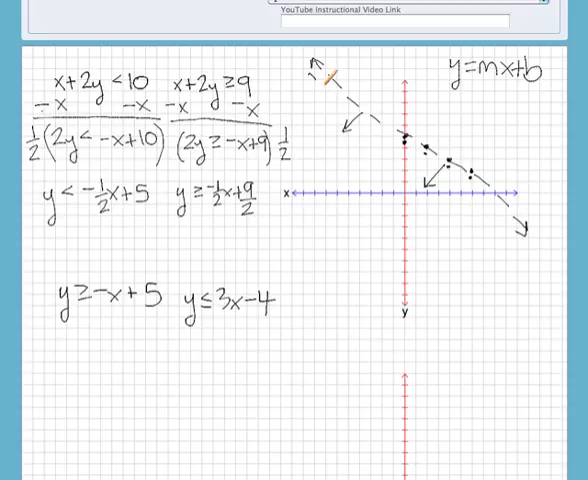 YouTube Instructional Video Link
x+2y<10 x+2y≥9 y=mx+b
-x -x -x -x
1/2(2y<-x+10) (2y≥-x+9)1/2
y<-1/2x+5 y≥-1/2x+9/2
x
y≥-x+5 y≤3x-4
y